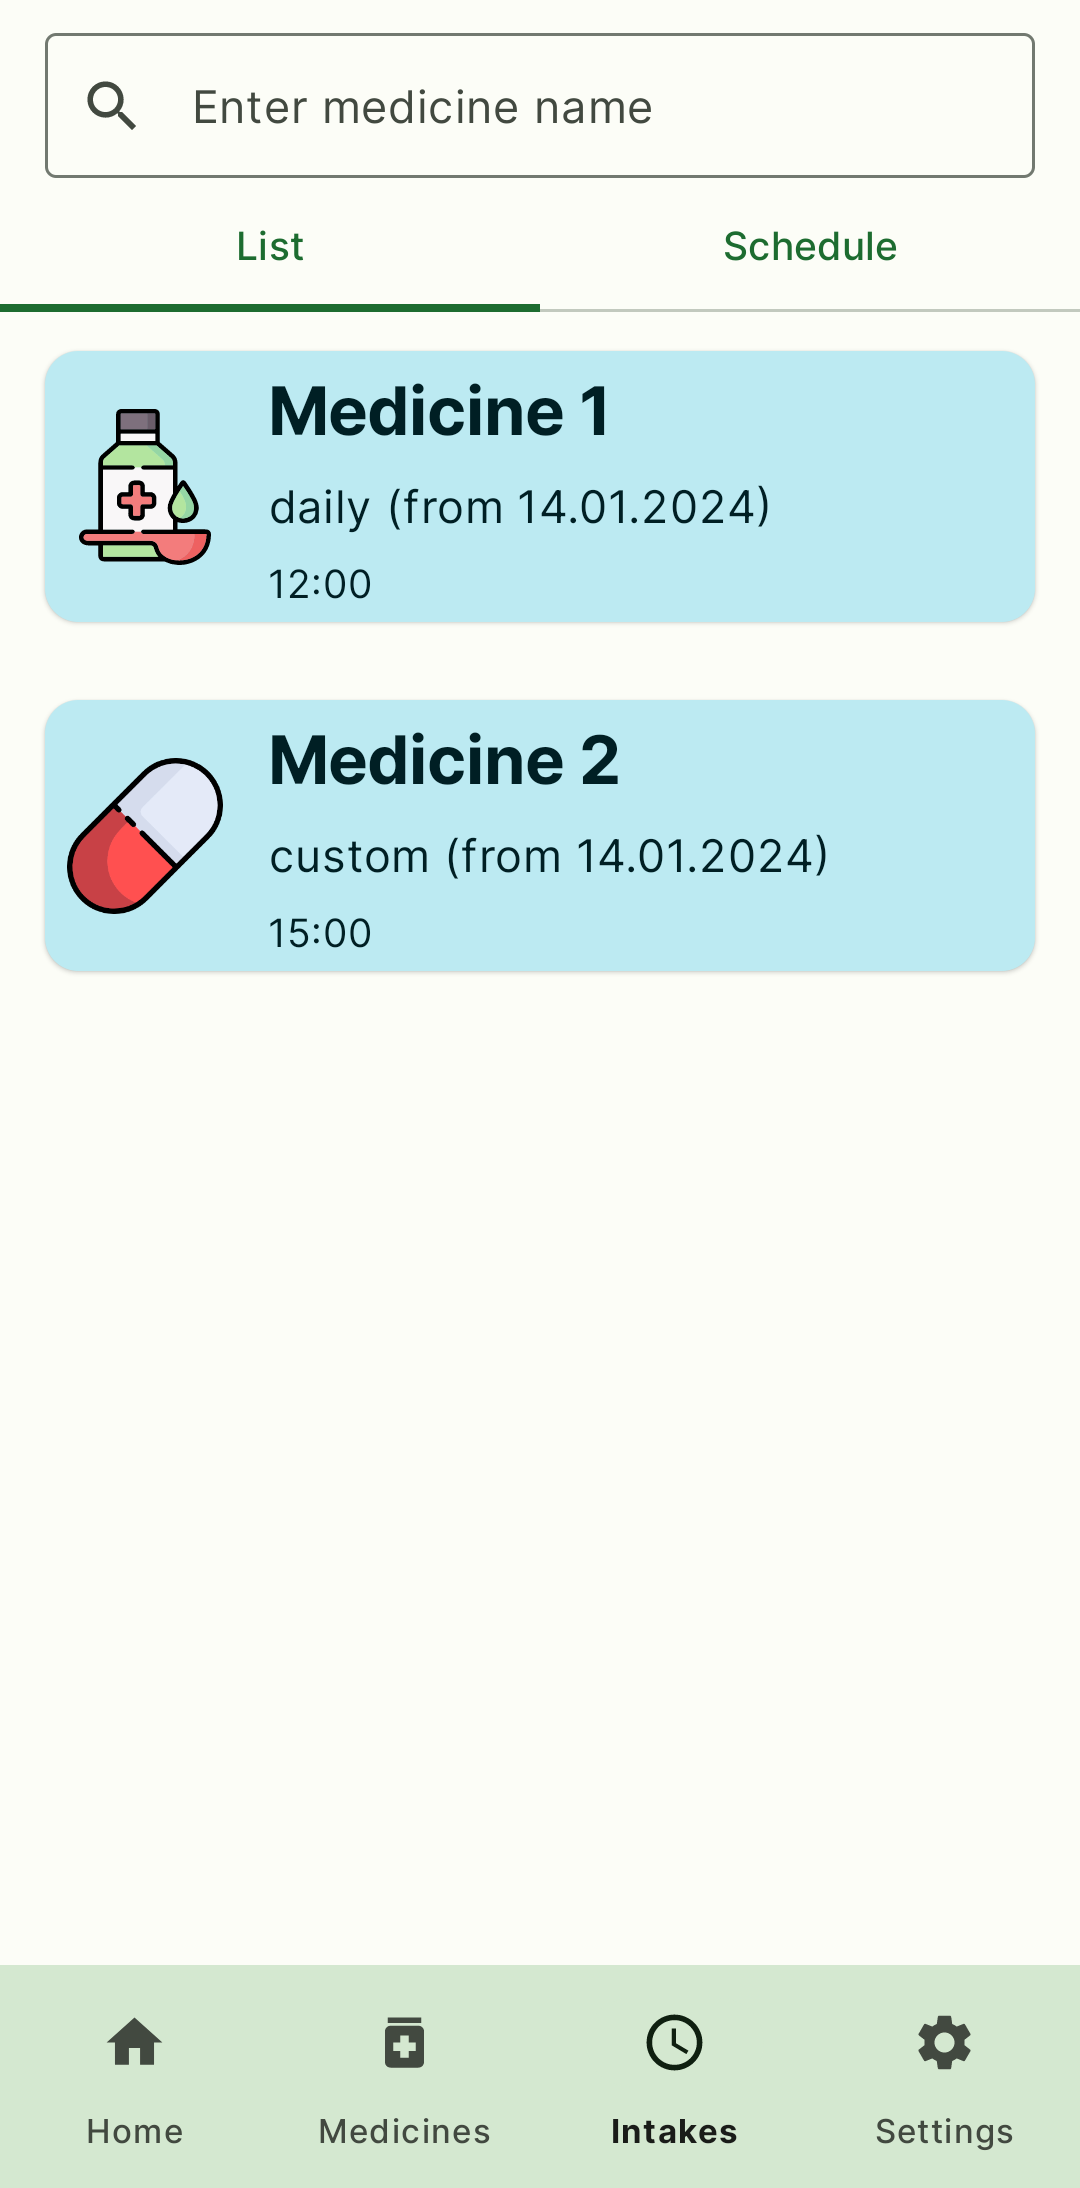 Enter medicine name
List
Schedule
Medicine 1
daily (from 14.01.2024)
12:00
Medicine 2
custom (from 14.01.2024)
15:00
Home
Medicines
Intakes
Settings